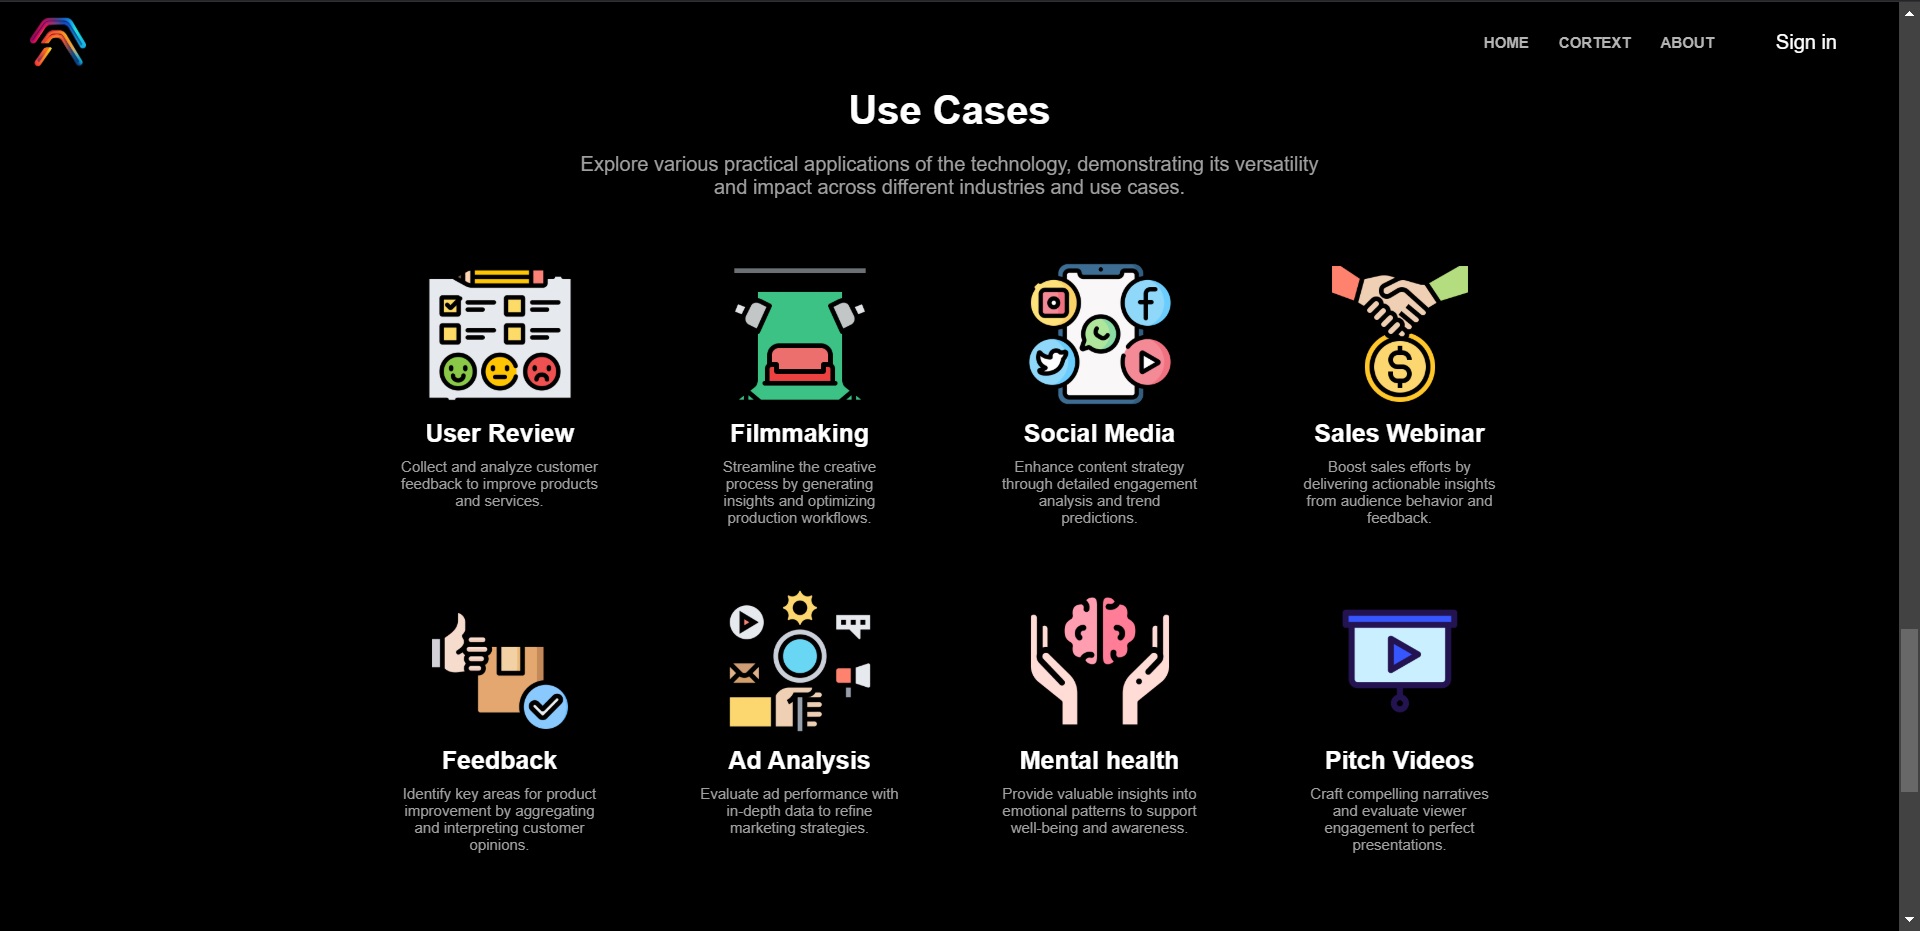 HOME CORTEXT ABOUT Sign in
Use Cases
Explore various practical applications of the technology, demonstrating its versatility
and impact across different industries and use cases.
User Review
Collect and analyze customer
feedback to improve products
and services.
Filmmaking
Streamline the creative
process by generating
insights and optimizing
production workflows.
Social Media
Enhance content strategy
through detailed engagement
analysis and trend
predictions.
Sales Webinar
Boost sales efforts by
delivering actionable insights
from audience behavior and
feedback.
Feedback
Identify key areas for product
improvement by aggregating
and interpreting customer
opinions.
Ad Analysis
Evaluate ad performance with
in-depth data to refine
marketing strategies.
Mental health
Provide valuable insights into
emotional patterns to support
well-being and awareness.
Pitch Videos
Craft compelling narratives
and evaluate viewer
engagement to perfect
presentations.